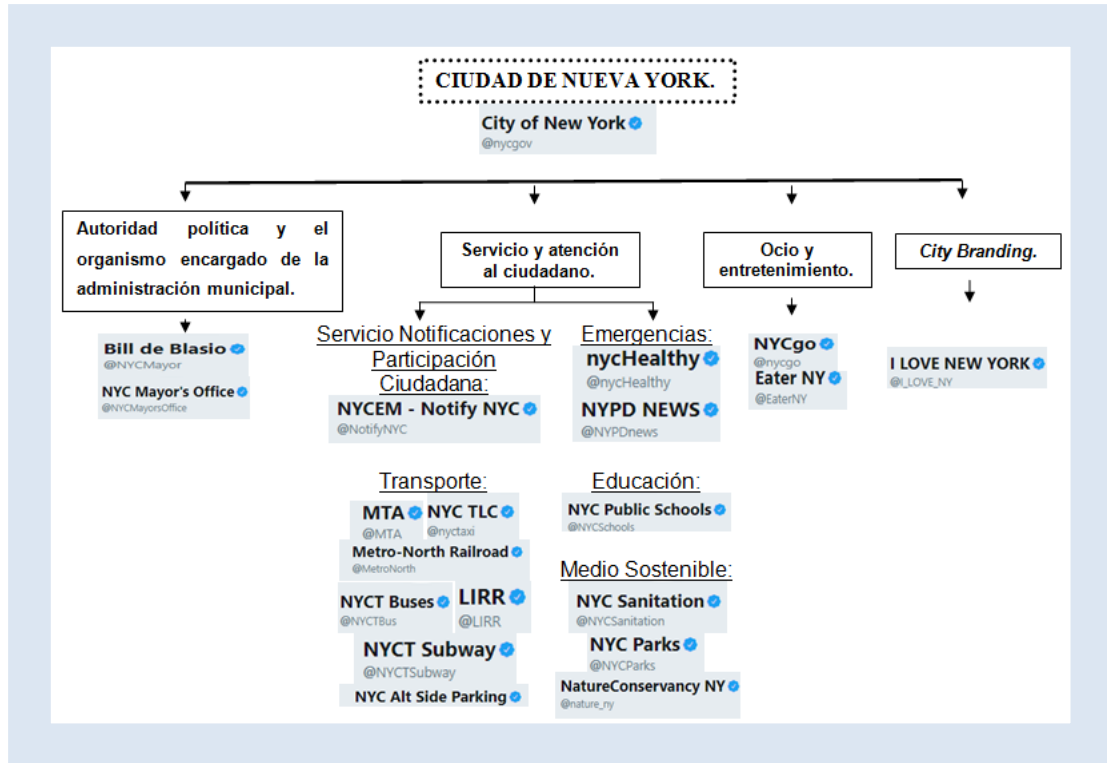 CIUDAD DE NUEVA YORK.
City of New York
@nycgov
Autoridad política y el
organismo encargado de la
administración municipal.
Bill de Blasio
@NYCMayor
NYC Mayor's Office
@NYCMayorsOffice
Servicio y atención
al ciudadano.
Servicio Notificaciones y
Participación
Ciudadana:
NYCEM - Notify NYC
@NotifyNYC
Emergencias:
nycHealthy
@nycHealthy
NYPD NEWS
@NYPDnews
Transporte:
MTA
@MTA
NYC TLC
@nyctaxi
Metro-North Railroad
@MetroNorth
NYCT Buses
@NYCTBus
LIRR
@LIRR
NYCT Subway
@NYCTSubway
NYC Alt Side Parking
Educación:
NYC Public Schools
@NYCSchools
Medio Sostenible:
NYC Sanitation
@NYCSanitation
NYC Parks
@NYCParks
NatureConservancy NY
@nature_ny
Ocio y
entretenimiento.
NYCgo
@nycgo
Eater NY
@EaterNY
City Branding.
I LOVE NEW YORK
@I_LOVE_NY